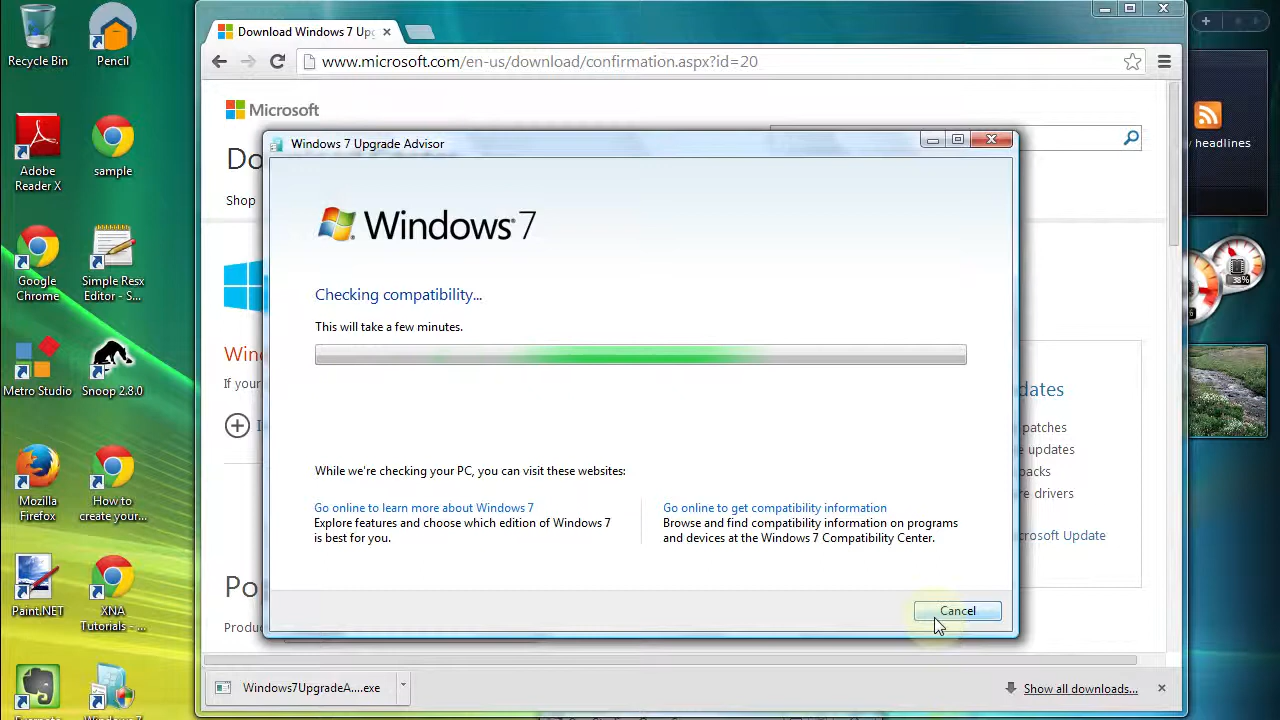 Recycle Bin
Pencil
Adobe
Reader X
sample
Google
Chrome
Simple Resx
Editor - S...
Metro Studio
Snoop 2.8.0
Mozilla
Firefox
How to
create your...
Paint.NET
XNA
Tutorials - ...
Download Windows 7 Upg
www.microsoft.com/en-us/download/confirmation.aspx?id=20
Microsoft
Shop
Win
If your
Po
Produc
Windows 7 Upgrade Advisor
Windows 7
Checking compatibility...
This will take a few minutes.
While we're checking your PC, you can visit these websites:
Go online to learn more about Windows 7
Explore features and choose which edition of Windows 7
is best for you.
Go online to get compatibility information
Browse and find compatibility information on programs
and devices at the Windows 7 Compatibility Center.
Cancel
dates
patches
updates
packs
re drivers
crosoft Update
Windows7UpgradeA....exe
Show all downloads...
headlines
38%